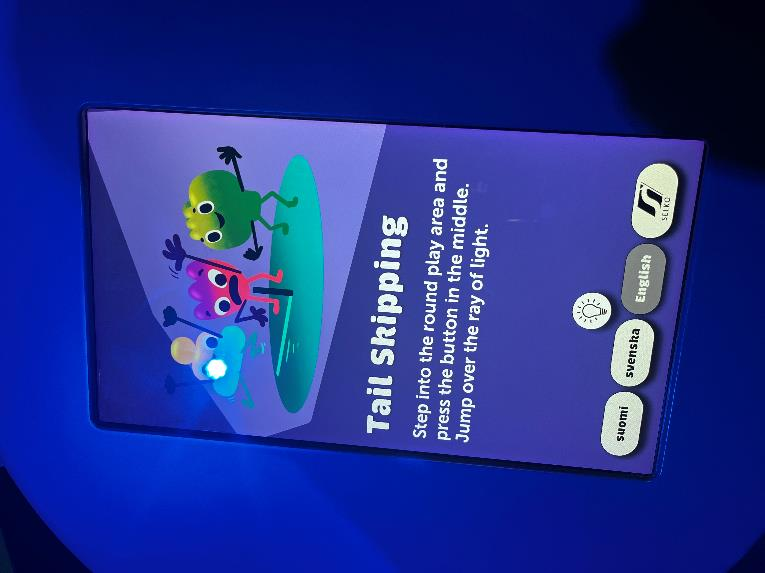 Tail Skipping
Step into the round play area and
press the button in the middle.
Jump over the ray of light.
suomi
svenska
English
SEIKO